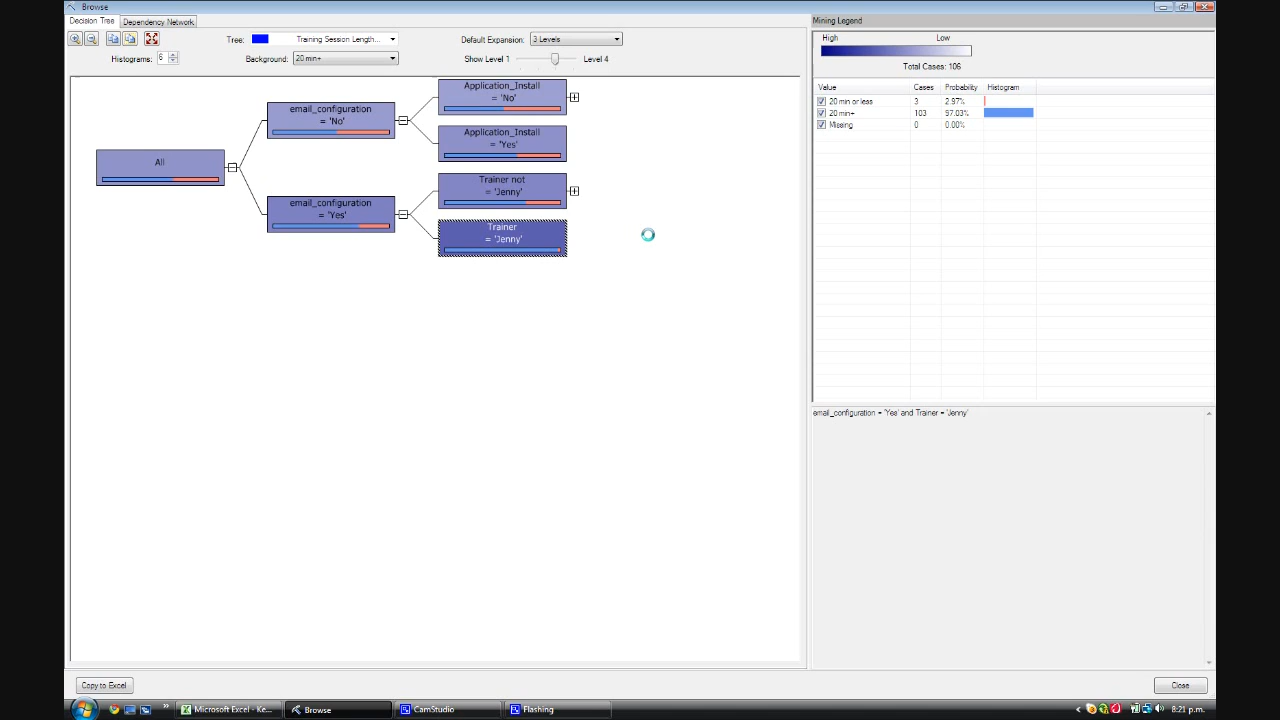 Browse
Decision Tree
Dependency Network
Tree:
Training Session Length...
Default Expansion:
3 Levels
Histograms:
6
Background:
20 min+
Show Level 1
Level 4
All
email_configuration
= 'No'
email_configuration
= 'Yes'
Application_Install
= 'No'
Application_Install
= 'Yes'
Trainer not
= 'Jenny'
Trainer
= 'Jenny'
Mining Legend
High
Low
Total Cases: 106
Value Cases Probability Histogram
20 min or less 3 2.97%
20 min+ 103 97.03%
Missing 0 0.00%
email_configuration = 'Yes' and Trainer = 'Jenny'
Copy to Excel
Close
Microsoft Excel - Ke...
Browse
CamStudio
Flashing
8:21 p.m.